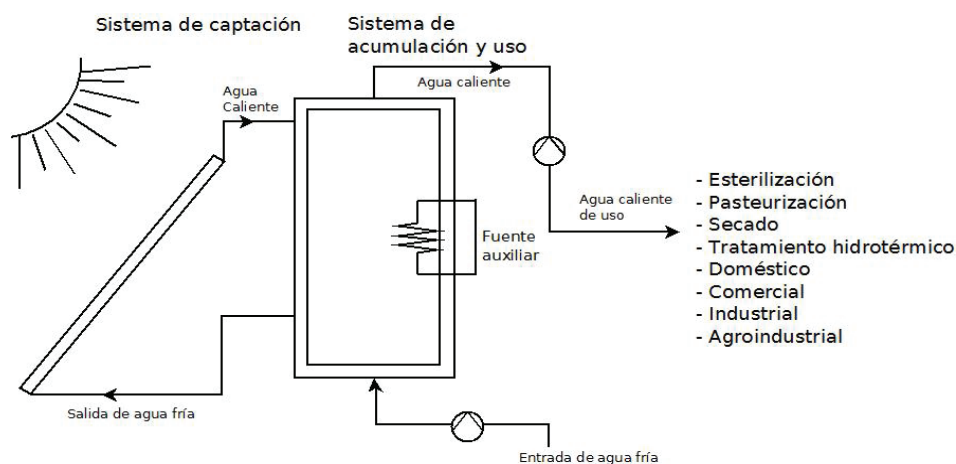 Sistema de captación
Sistema de
acumulación y uso
Agua
Caliente
Agua caliente
Agua caliente
de uso
Fuente
auxiliar
- Esterilización
- Pasteurización
- Secado
- Tratamiento hidrotérmico
- Doméstico
- Comercial
- Industrial
- Agroindustrial
Salida de agua fría
Entrada de agua fría